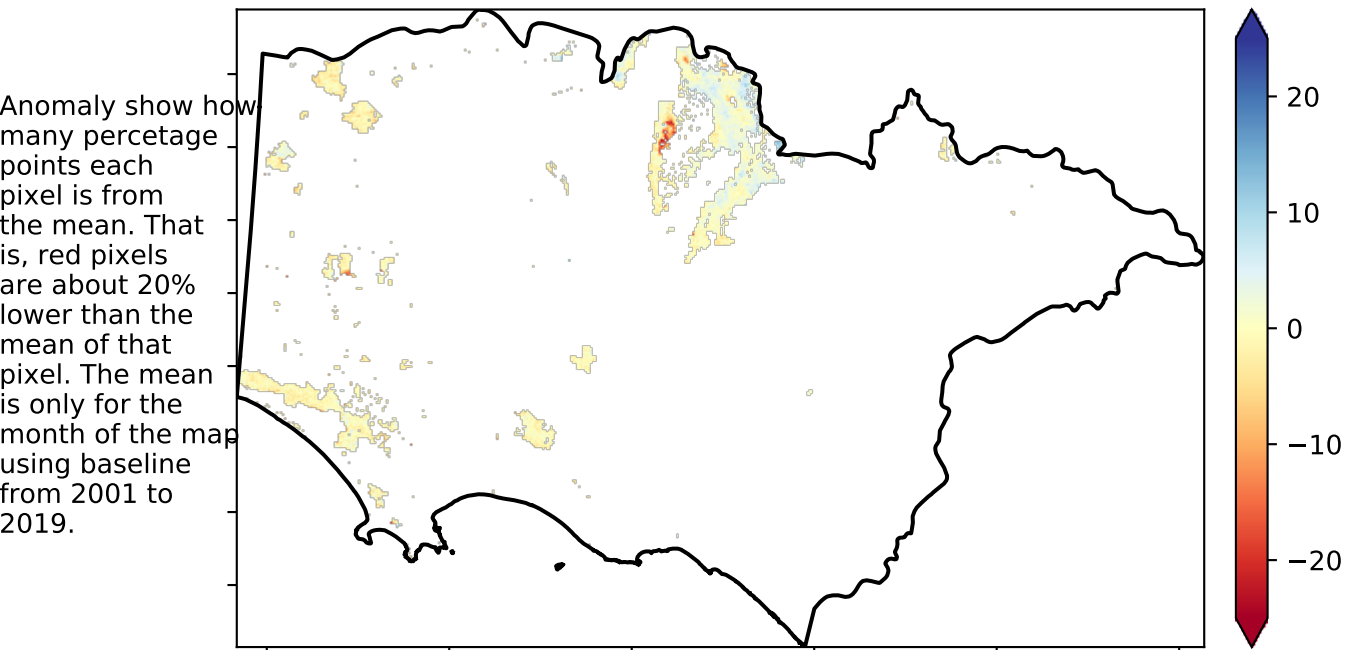 Anomaly show how
many percetage
points each
pixel is from
the mean. That
is, red pixels
are about 20%
lower than the
mean of that
pixel. The mean
is only for the
month of the map
using baseline
from 2001 to
2019.
20
10
0
−10
−20